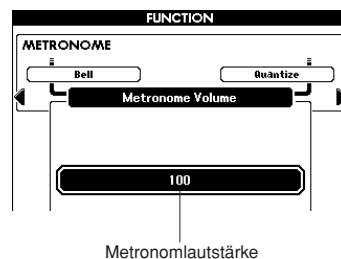 FUNCTION
METRONOME
Bell
Quantize
Metronome Volume
100
Metronomlautstärke